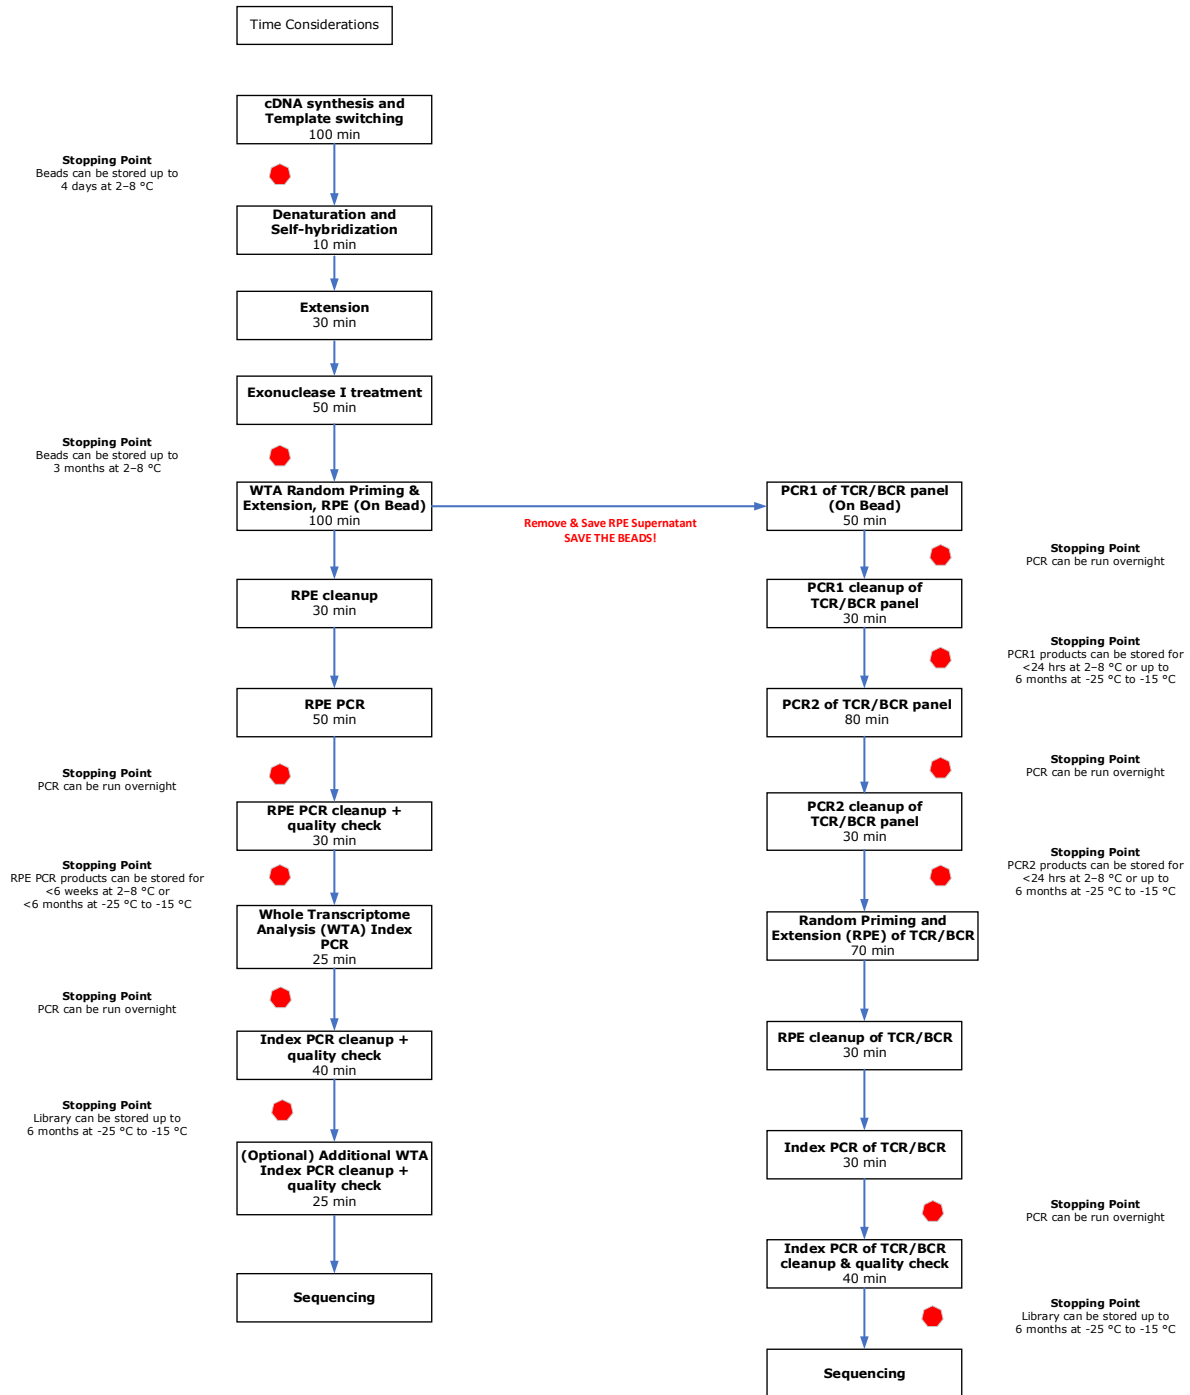 Time Considerations
cDNA synthesis and
Template switching
100 min
Stopping Point
Beads can be stored up to
4 days at 2–8 °C
Denaturation and
Self-hybridization
10 min
Extension
30 min
Exonuclease I treatment
50 min
Stopping Point
Beads can be stored up to
3 months at 2–8 °C
WTA Random Priming &
Extension, RPE (On Bead)
100 min
Remove & Save RPE Supernatant
SAVE THE BEADS!
RPE cleanup
30 min
RPE PCR
50 min
Stopping Point
PCR can be run overnight
RPE PCR cleanup +
quality check
30 min
Stopping Point
RPE PCR products can be stored for
<6 weeks at 2–8 °C or
<6 months at -25 °C to -15 °C
Whole Transcriptome
Analysis (WTA) Index
PCR
25 min
Stopping Point
PCR can be run overnight
Index PCR cleanup +
quality check
40 min
Stopping Point
Library can be stored up to
6 months at -25 °C to -15 °C
(Optional) Additional WTA
Index PCR cleanup +
quality check
25 min
Sequencing
PCR1 of TCR/BCR panel
(On Bead)
50 min
Stopping Point
PCR can be run overnight
PCR1 cleanup of
TCR/BCR panel
30 min
Stopping Point
PCR1 products can be stored for
<24 hrs at 2–8 °C or up to
6 months at -25 °C to -15 °C
PCR2 of TCR/BCR panel
80 min
Stopping Point
PCR can be run overnight
PCR2 cleanup of
TCR/BCR panel
30 min
Stopping Point
PCR2 products can be stored for
<24 hrs at 2–8 °C or up to
6 months at -25 °C to -15 °C
Random Priming and
Extension (RPE) of TCR/BCR
70 min
RPE cleanup of TCR/BCR
30 min
Index PCR of TCR/BCR
30 min
Stopping Point
PCR can be run overnight
Index PCR of TCR/BCR
cleanup & quality check
40 min
Stopping Point
Library can be stored up to
6 months at -25 °C to -15 °C
Sequencing